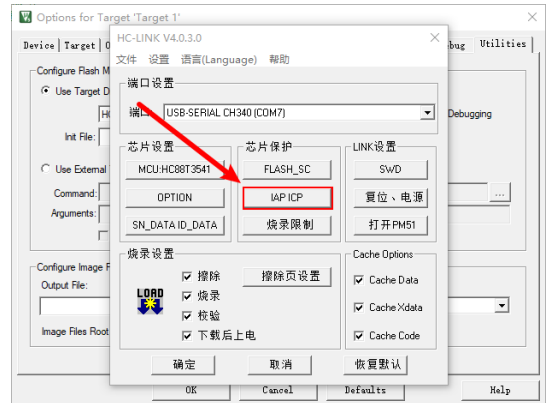 Options for Target 'Target 1'
Device Target
bug Utilities
Configure Flash M
Use Target D
Debugging
Init File:
Use External
Command:
...
Arguments:
Configure Image F
Output File:
Image Files Root
OK Cancel Defaults Help
HC-LINK V4.0.3.0
文件 设置 语言(Language) 帮助
端口设置
端口 USB-SERIAL CH340 (COM7)
芯片设置 芯片保护 LINK设置
MCU:HC88T3541 FLASH_SC SWD
OPTION IAP ICP 复位、电源
SN_DATA ID_DATA 烧录限制 打开PM51
烧录设置 Cache Options
擦除 擦除页设置 Cache Data
LOAD
烧录 Cache Xdata
校验
下载后上电 Cache Code
确定 取消 恢复默认